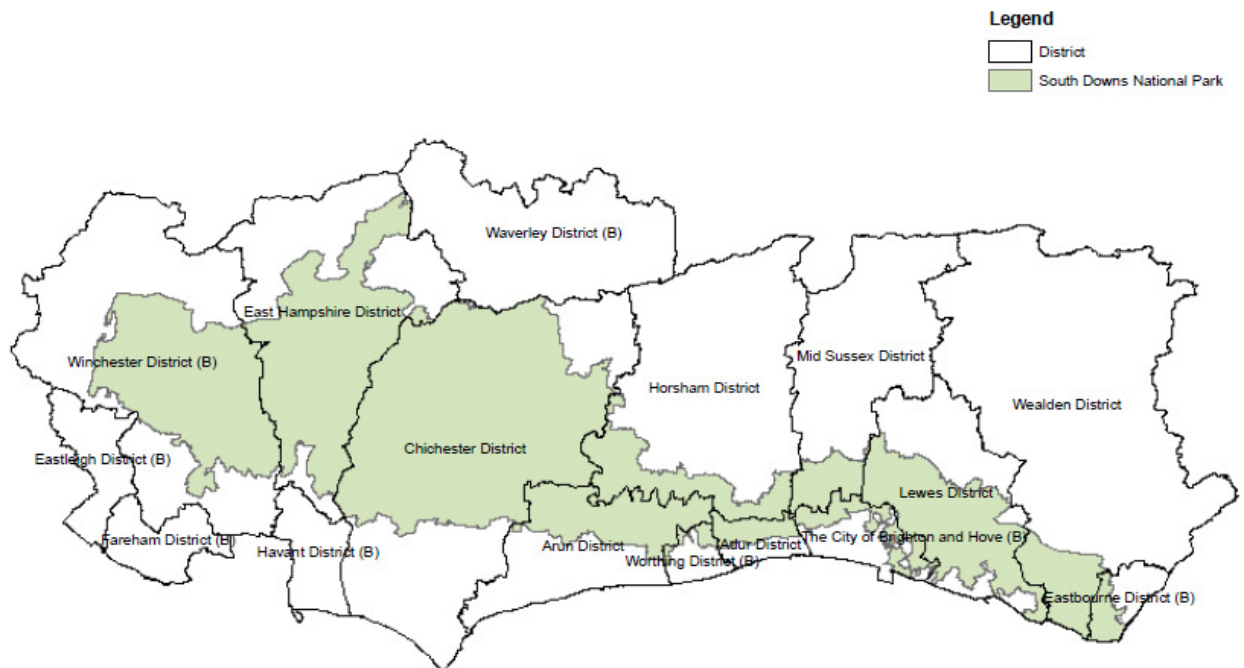 Legend
District
South Downs National Park
Waverley District (B)
East Hampshire District
Winchester District (B)
Mid Sussex District
Horsham District
Wealden District
Chichester District
Eastleigh District (B)
Lewes District
Fareham District (B)
Havant District (B)
Arun District
Adur District
The City of Brighton and Hove (B)
Worthing District (B)
Eastbourne District (B)